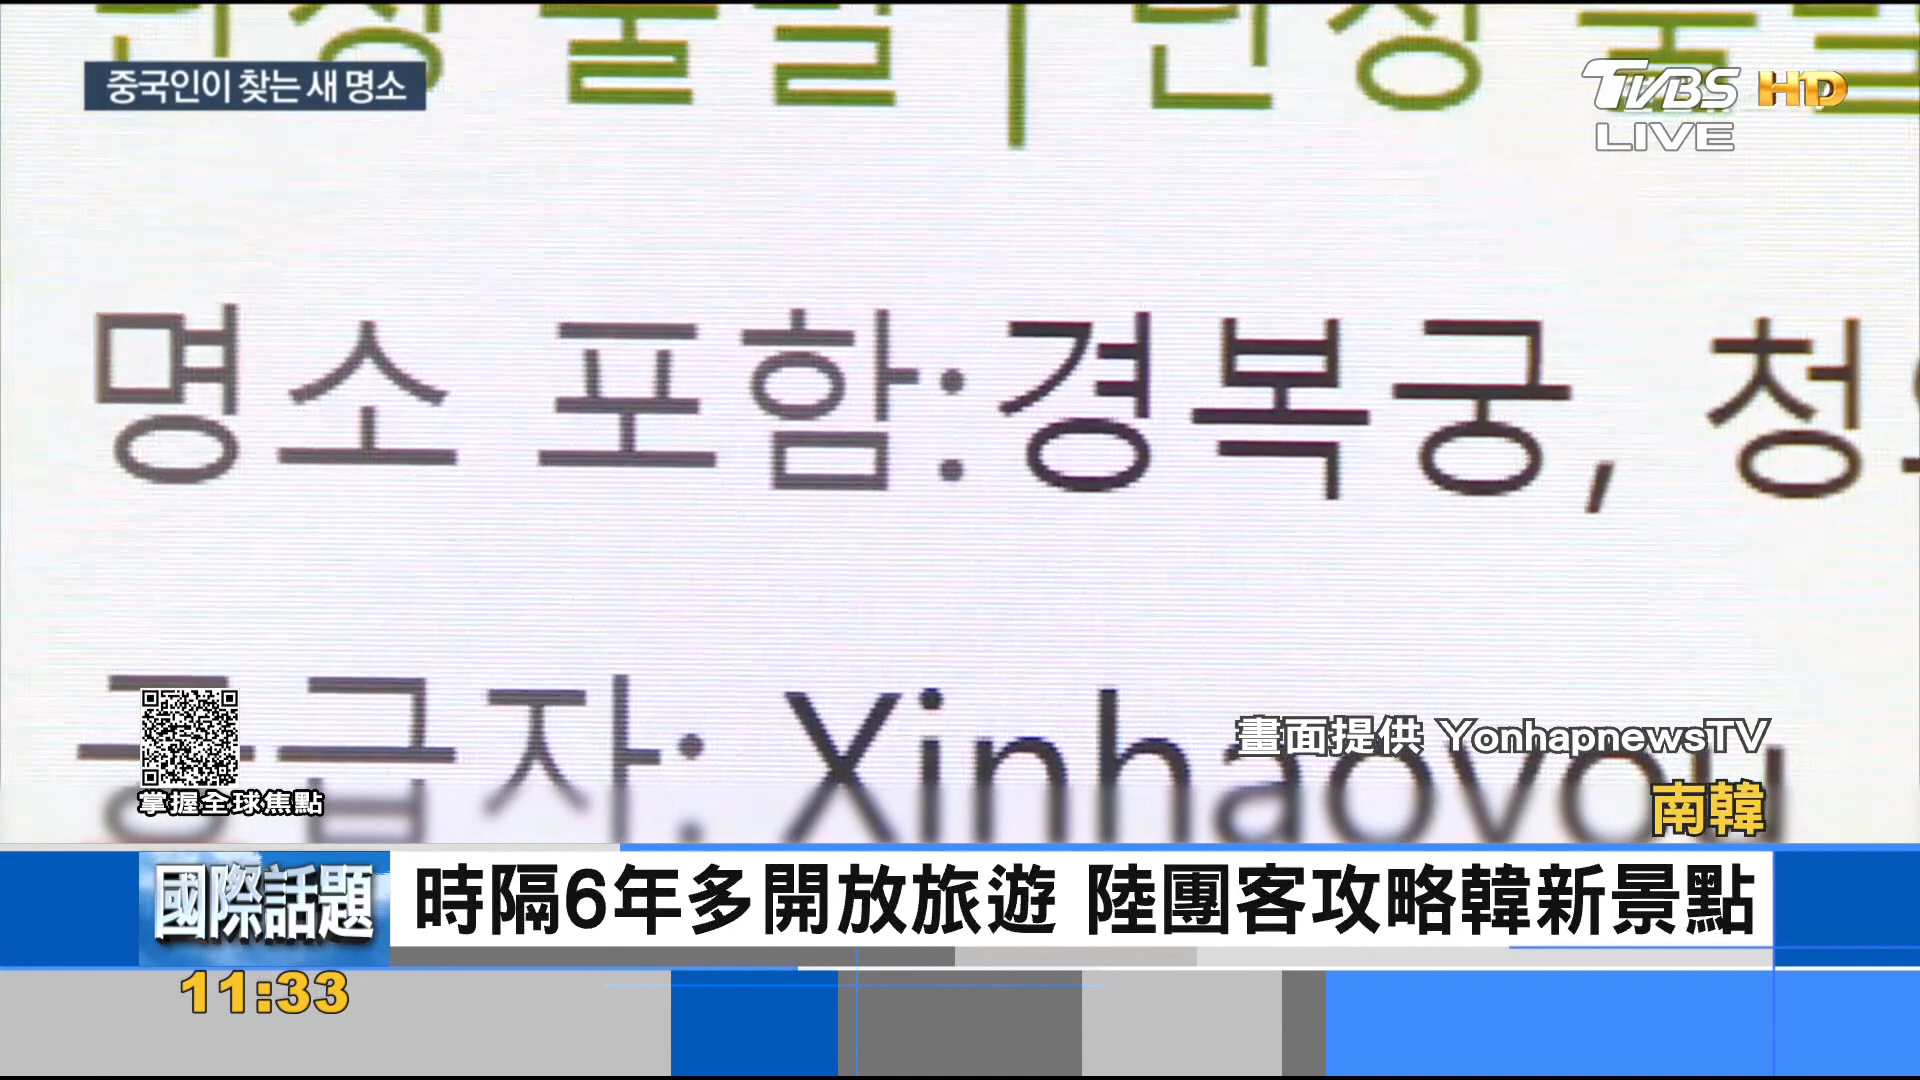 중국인이 찾는 새 명소
TVBS HD
LIVE
명소 포함:경복궁, 청
공급자: Xinhaoyou
畫面提供 YonhapnewsTV
南韓
掌握全球焦點
國際話題
時隔6年多開放旅遊 陸團客攻略韓新景點
11:33